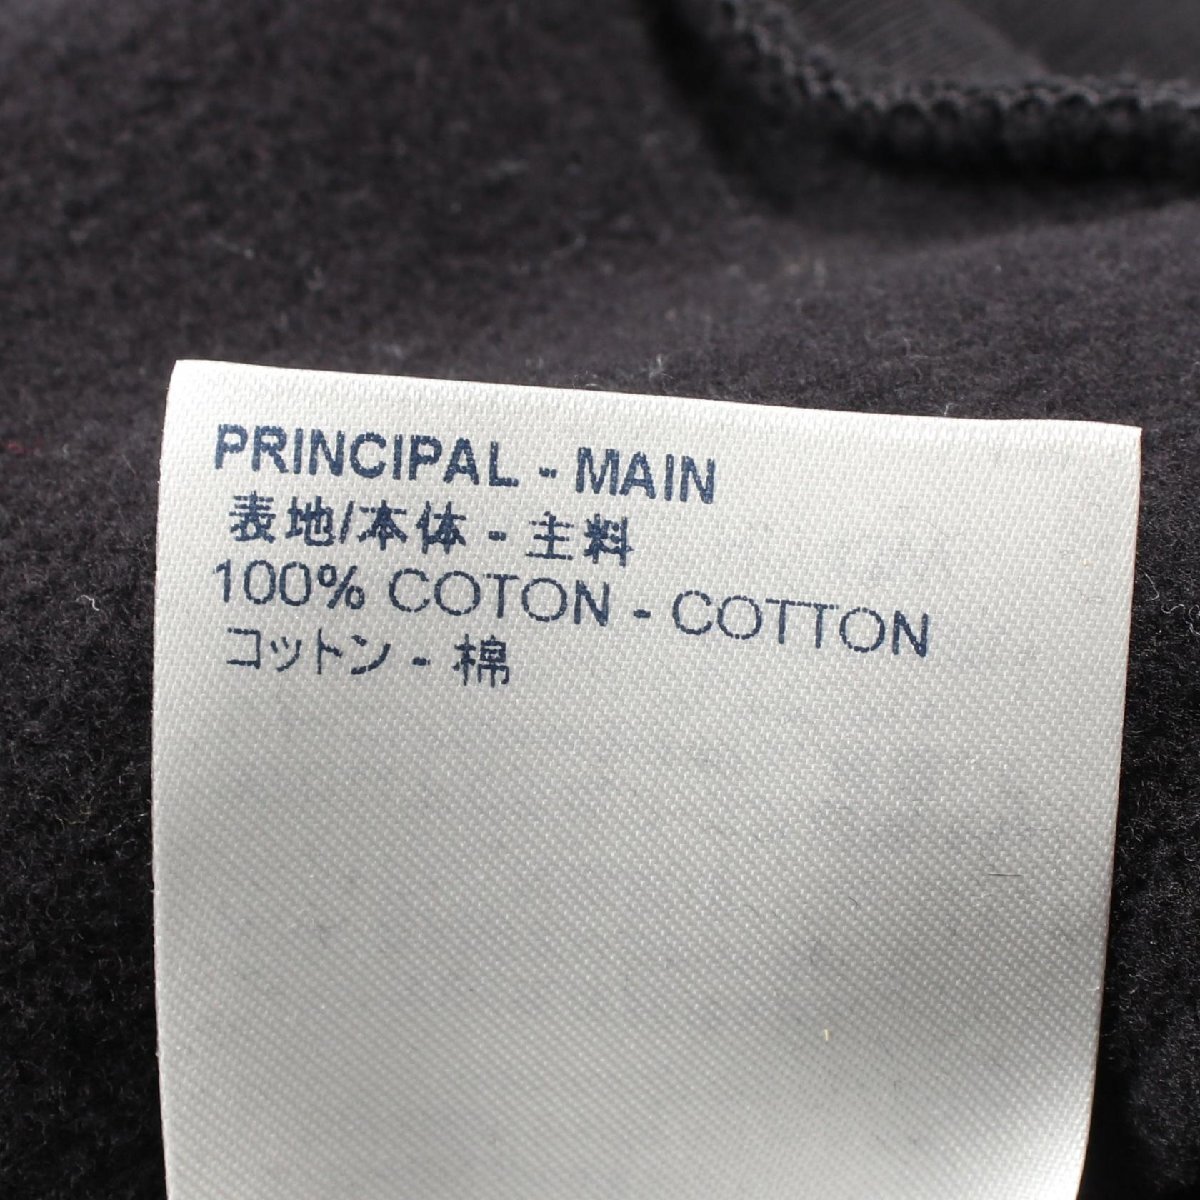 PRINCIPAL - MAIN
表地/本体 - 主料
100% COTON - COTTON
コットン - 棉